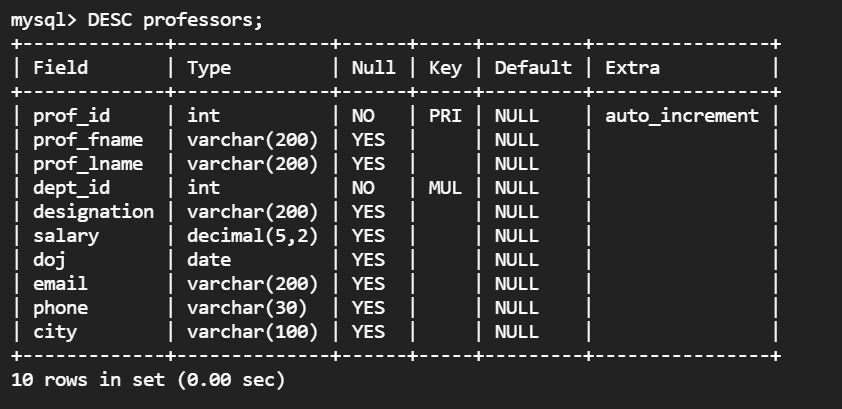 mysql> DESC professors;
+-------------+--------------+------+-----+---------+----------------+
| Field       | Type         | Null | Key | Default | Extra          |
+-------------+--------------+------+-----+---------+----------------+
| prof_id     | int          | NO   | PRI | NULL    | auto_increment |
| prof_fname  | varchar(200) | YES  |     | NULL    |                |
| prof_lname  | varchar(200) | YES  |     | NULL    |                |
| dept_id     | int          | NO   | MUL | NULL    |                |
| designation | varchar(200) | YES  |     | NULL    |                |
| salary      | decimal(5,2) | YES  |     | NULL    |                |
| doj         | date         | YES  |     | NULL    |                |
| email       | varchar(200) | YES  |     | NULL    |                |
| phone       | varchar(30)  | YES  |     | NULL    |                |
| city        | varchar(100) | YES  |     | NULL    |                |
+-------------+--------------+------+-----+---------+----------------+
10 rows in set (0.00 sec)